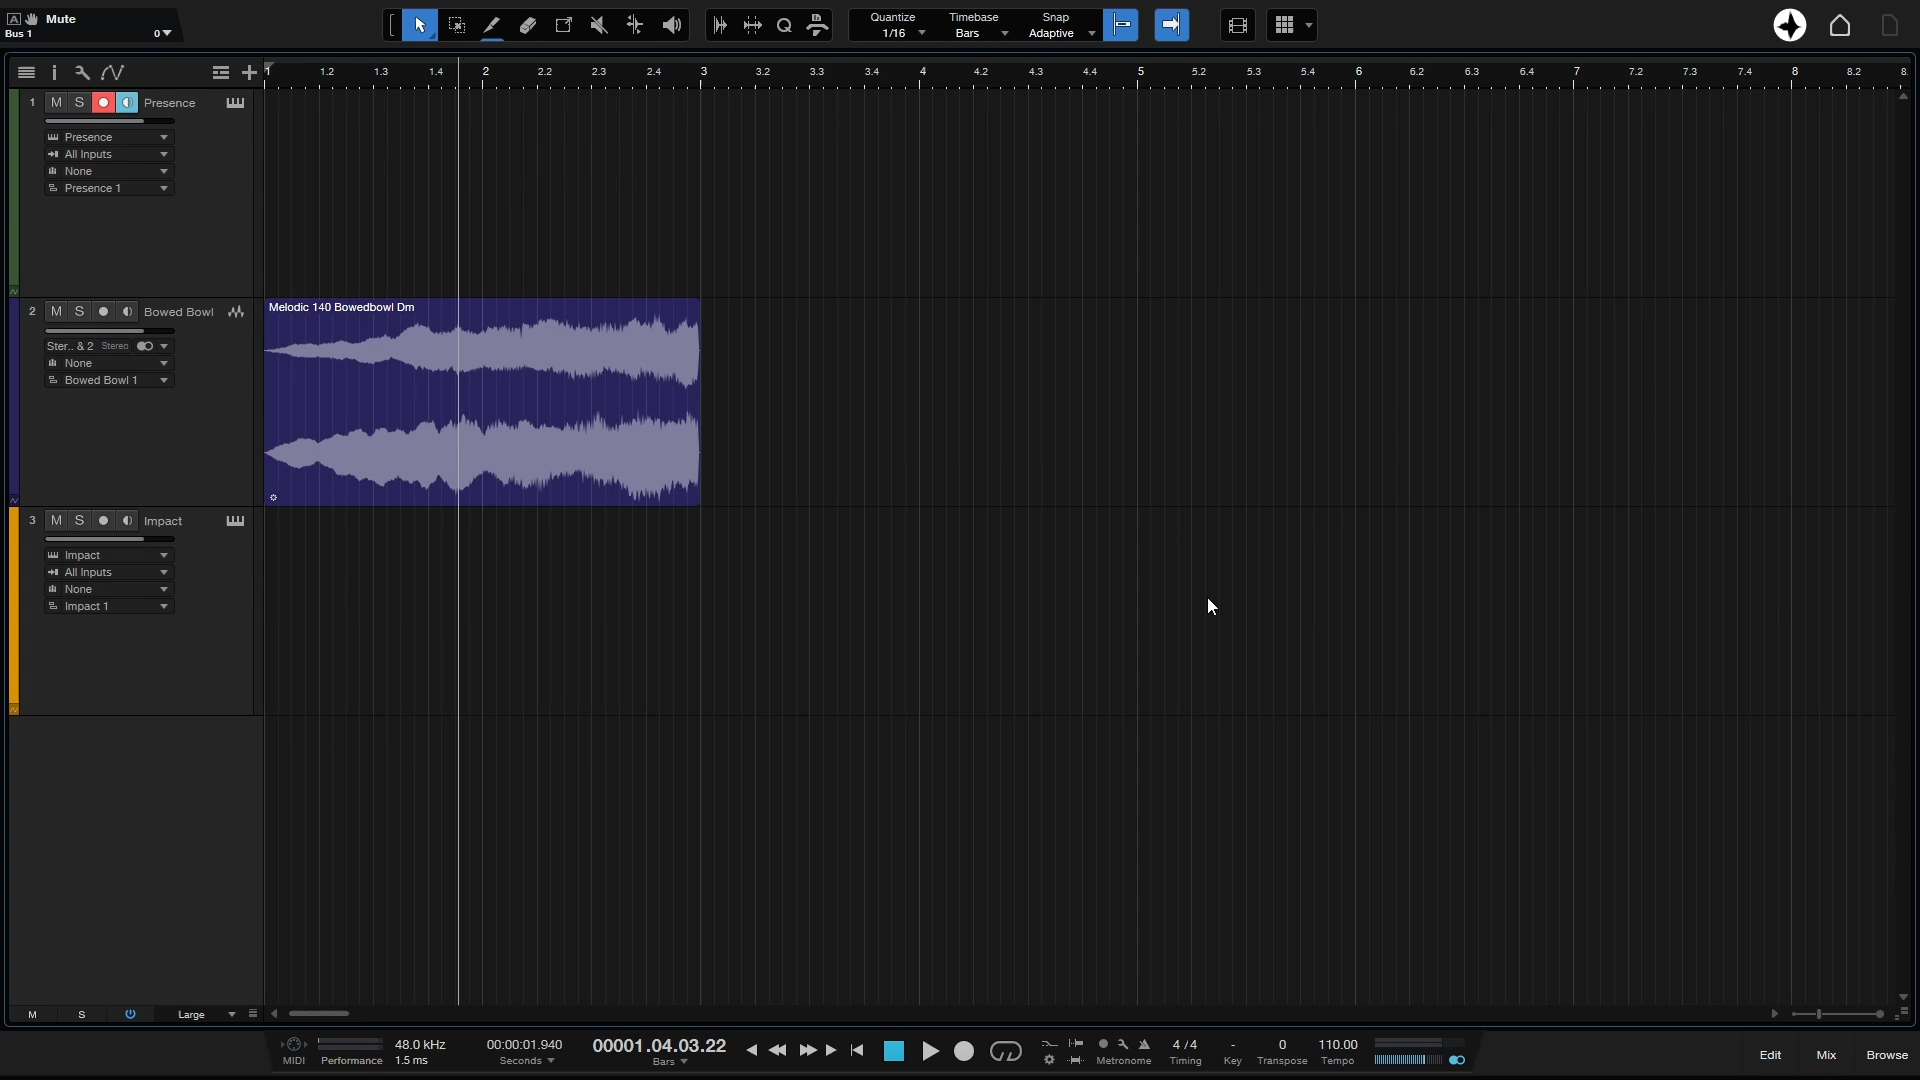 A Mute
Bus 1 0
Quantize Timebase Snap
1/16 Bars Adaptive
1 1.2 1.3 1.4 2 2.2 2.3 2.4 3 3.2 3.3 3.4 4 4.2 4.3 4.4 5 5.2 5.3 5.4 6 6.2 6.3 6.4 7 7.2 7.3 7.4 8 8.2 8.
1 M S Presence
Presence
All Inputs
None
Presence 1
2 M S Bowed Bowl
Ster.. & 2 Stereo
None
Bowed Bowl 1
Melodic 140 Bowedbowl Dm
3 M S Impact
Impact
All Inputs
None
Impact 1
M S Large
MIDI Performance
48.0 kHz
1.5 ms
00:00:01.940
Seconds
00001.04.03.22
Bars
Metronome
4 / 4
Timing
-
Key
0
Transpose
110.00
Tempo
Edit Mix Browse